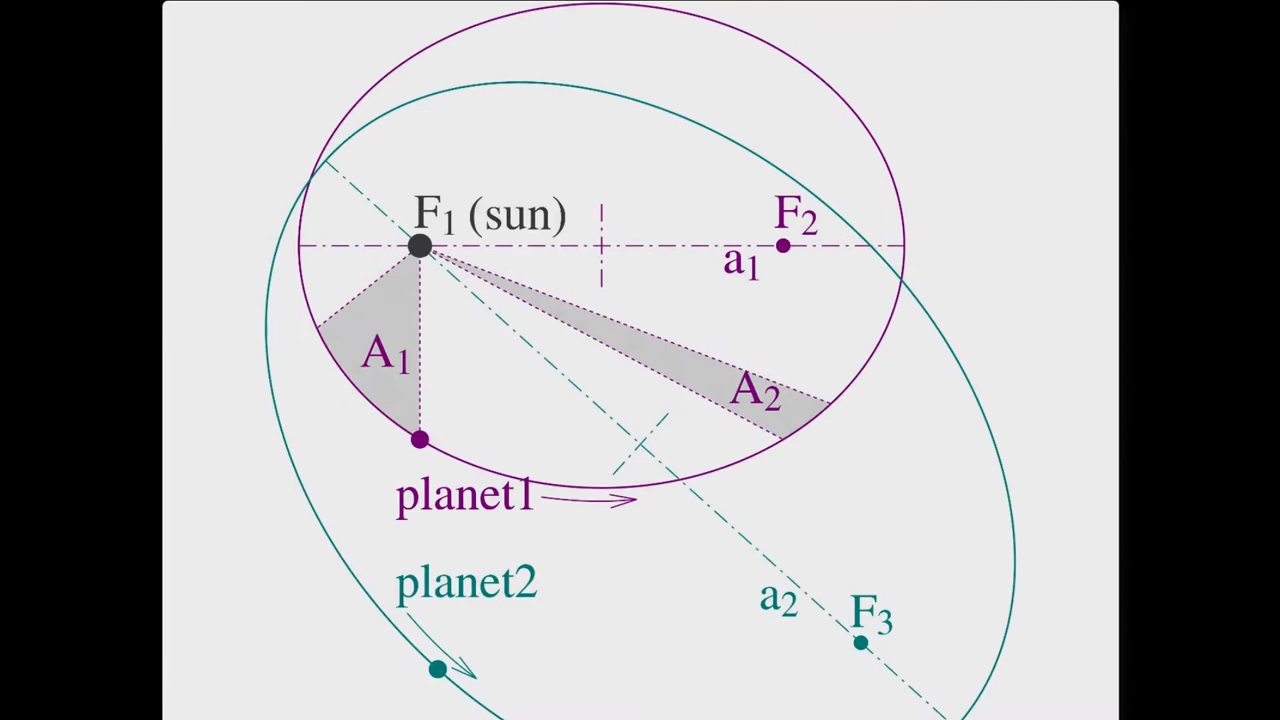 F₁ (sun)
F₂
a₁
A₁
A₂
planet1
planet2
a₂
F₃